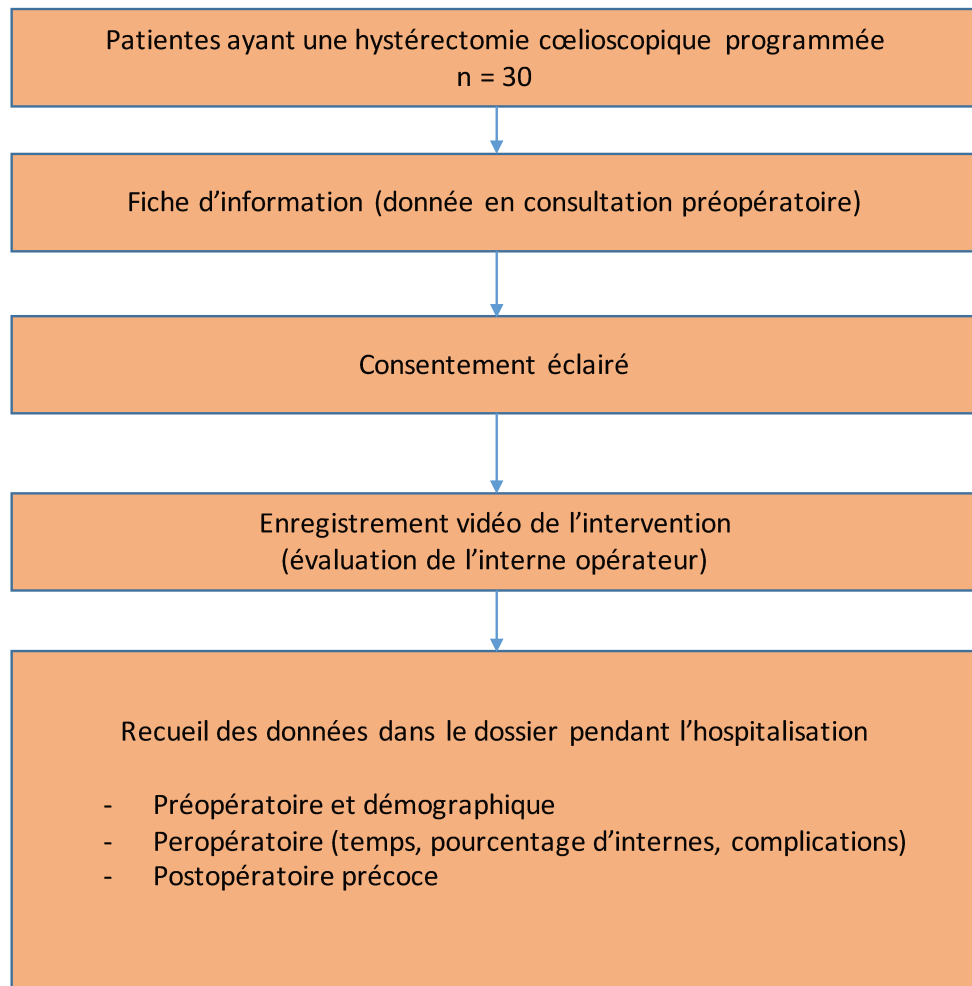 Patientes ayant une hystérectomie cœlioscopique programmée
n = 30
Fiche d’information (donnée en consultation préopératoire)
Consentement éclairé
Enregistrement vidéo de l’intervention
(évaluation de l’interne opérateur)
Recueil des données dans le dossier pendant l’hospitalisation
- Préopératoire et démographique
- Peropératoire (temps, pourcentage d’internes, complications)
- Postopératoire précoce